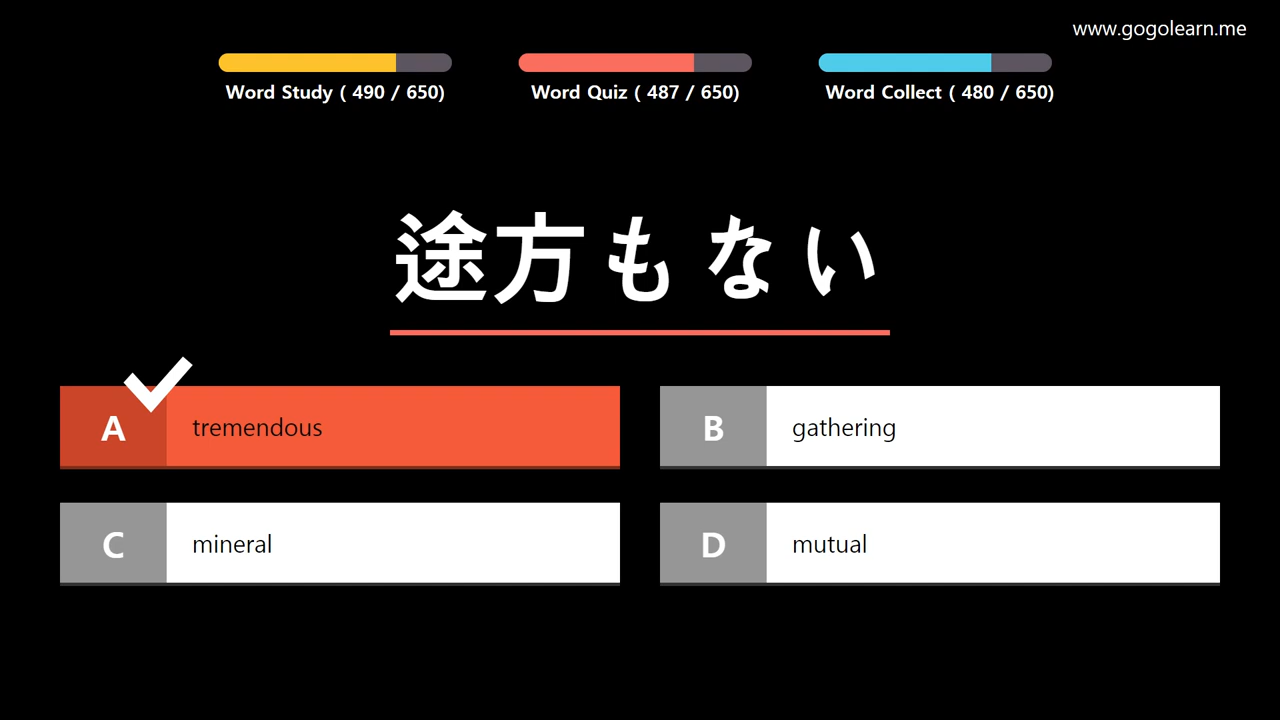 www.gogolearn.me
Word Study ( 490 / 650)
Word Quiz ( 487 / 650)
Word Collect ( 480 / 650)
途方もない
A tremendous
B gathering
C mineral
D mutual